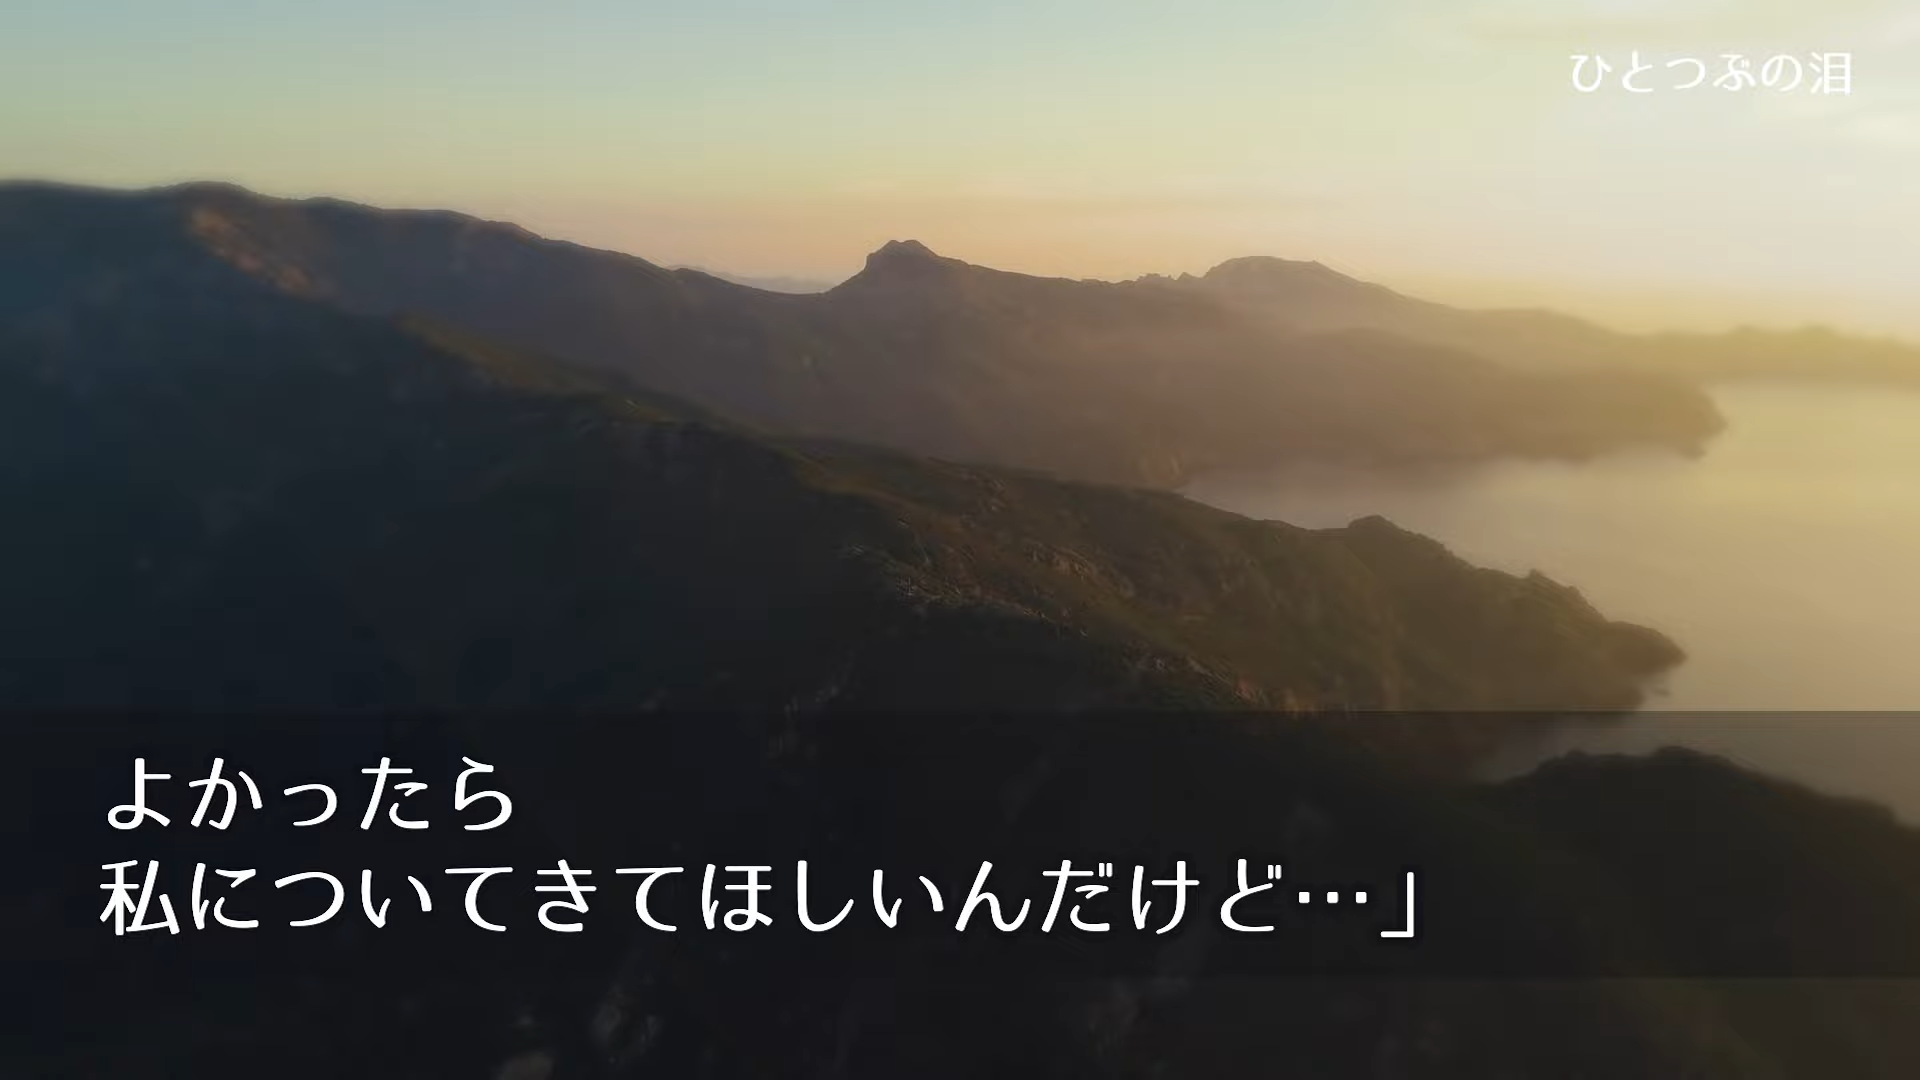 ひとつぶの泪
よかったら
私についてきてほしいんだけど…」